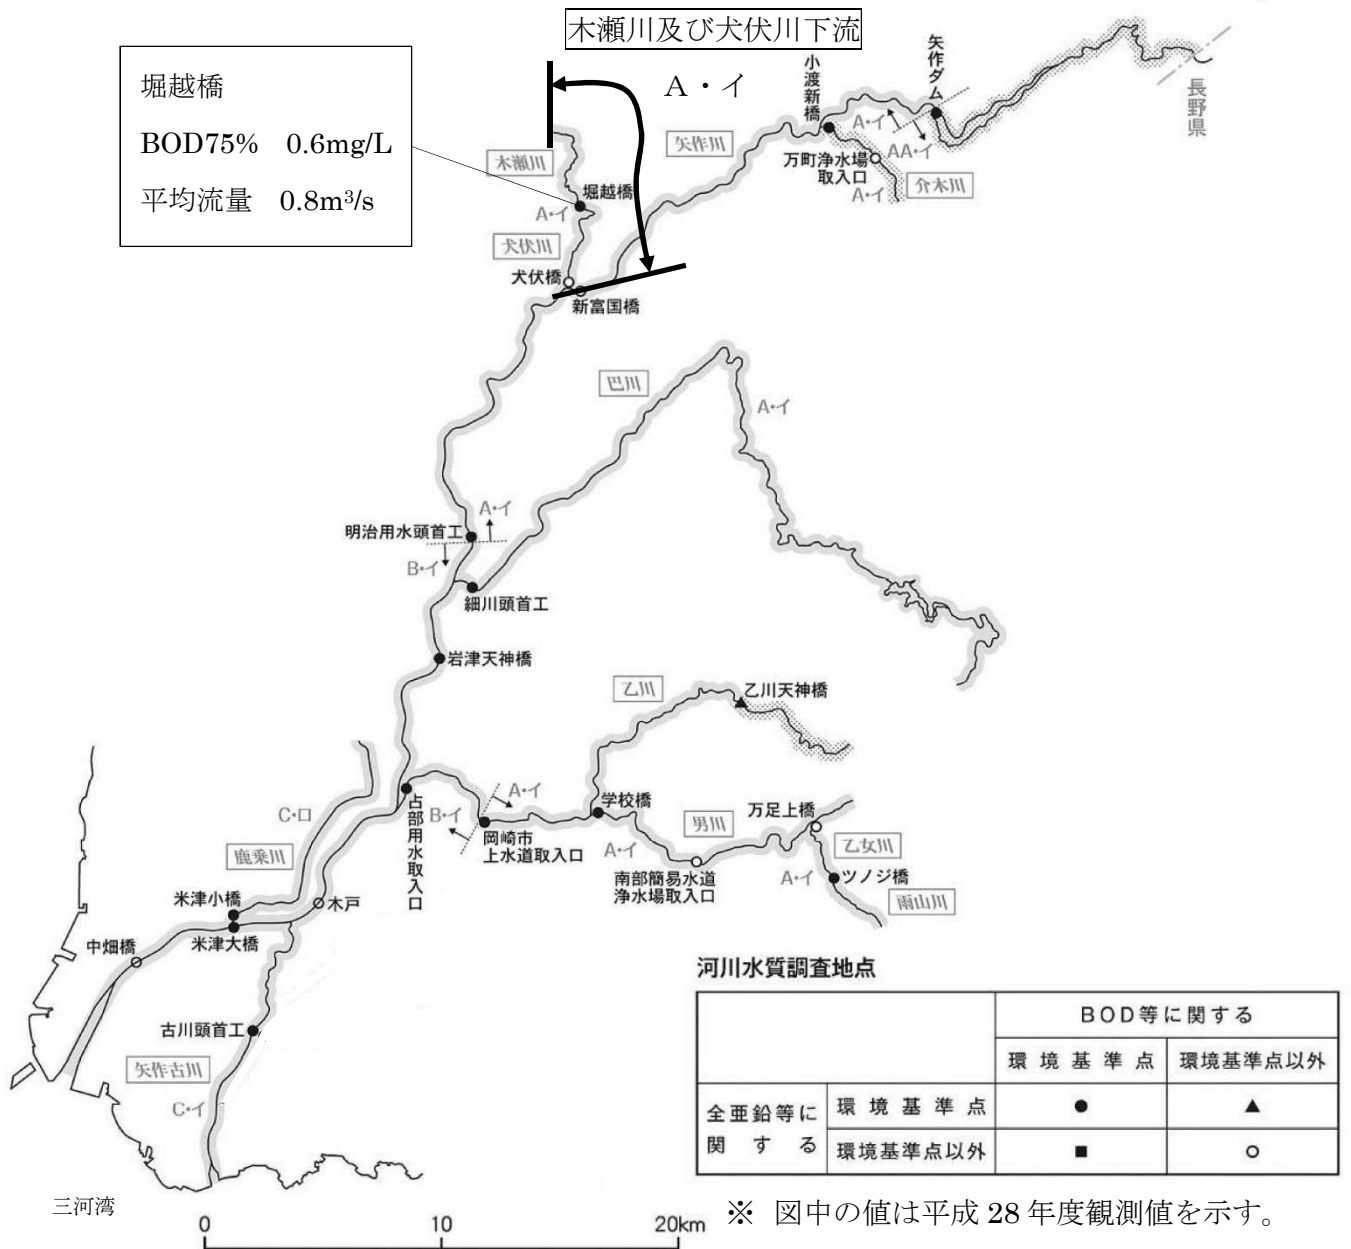 木瀬川及び犬伏川下流
A・イ
堀越橋
BOD75% 0.6mg/L
平均流量 0.8m³/s
木瀬川
堀越橋
A・イ
犬伏川
犬伏橋
新富国橋
矢作川
小渡新橋
矢作ダム
長野県
A・イ
AA・イ
万町浄水場
取入口
介木川
A・イ
巴川
A・イ
明治用水頭首工
A・イ
B・イ
細川頭首工
岩津天神橋
乙川
乙川天神橋
占部用水取入口
B・イ
A・イ
岡崎市
上水道取入口
学校橋
A・イ
男川
南部簡易水道
浄水場取入口
万足上橋
乙女川
A・イ
ツノジ橋
雨山川
C・ロ
鹿乗川
米津小橋
米津大橋
木戸
中畑橋
古川頭首工
矢作古川
C・イ
三河湾
0 10 20km
河川水質調査地点
BOD等に関する
環境基準点 環境基準点以外
全亜鉛等に
関する
環境基準点 ● ▲
環境基準点以外 ■ ○
※ 図中の値は平成 28 年度観測値を示す。